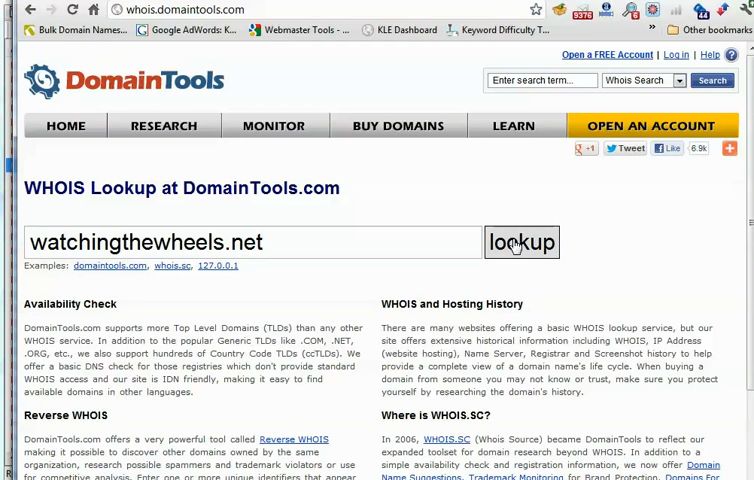 whois.domaintools.com
9376
6
44
Bulk Domain Names...
Google AdWords: K...
Webmaster Tools - ...
KLE Dashboard
Keyword Difficulty T...
»
Other bookmarks
Open a FREE Account | Log in | Help ?
DomainTools
Enter search term... Whois Search Search
HOME RESEARCH MONITOR BUY DOMAINS LEARN OPEN AN ACCOUNT
+1 Tweet Like 6.9k
WHOIS Lookup at DomainTools.com
watchingthewheels.net lookup
Examples: domaintools.com, whois.sc, 127.0.0.1
Availability Check
DomainTools.com supports more Top Level Domains (TLDs) than any other
WHOIS service. In addition to the popular Generic TLDs like .COM, .NET,
.ORG, etc., we also support hundreds of Country Code TLDs (ccTLDs). We
offer a basic DNS check for those registries which don't provide standard
WHOIS access and our site is IDN friendly, making it easy to find
available domains in other languages.
WHOIS and Hosting History
There are many websites offering a basic WHOIS lookup service, but our
site offers extensive historical information including WHOIS, IP Address
(website hosting), Name Server, Registrar and Screenshot history to help
provide a complete view of a domain name's life cycle. When buying a
domain from someone you may not know or trust, make sure you protect
yourself by researching the domain's history.
Reverse WHOIS
DomainTools.com offers a very powerful tool called Reverse WHOIS
making it possible to discover other domains owned by the same
organization, research possible spammers and trademark violators or use
for competitive analysis. Enter one or more unique identifiers that appear
Where is WHOIS.SC?
In 2006, WHOIS.SC (Whois Source) became DomainTools to reflect our
expanded toolset for domain research beyond WHOIS. In addition to a
simple availability check and registration information, we now offer Domain
Name Suggestions, Trademark Monitoring for Brand Protection, Domains For